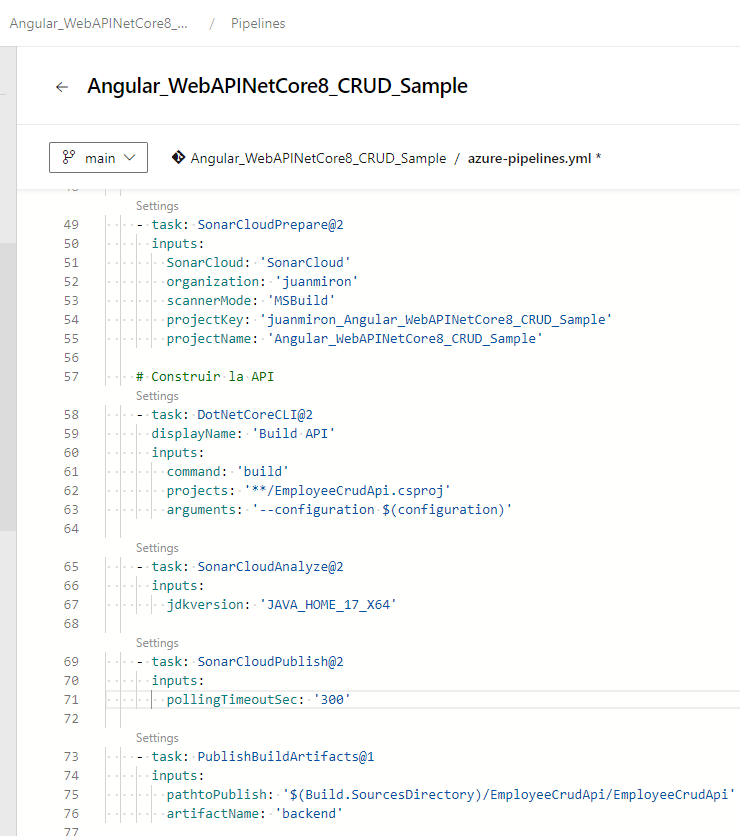 Angular_WebAPINetCore8_... / Pipelines
Angular_WebAPINetCore8_CRUD_Sample
main Angular_WebAPINetCore8_CRUD_Sample / azure-pipelines.yml *
Settings
49 - task: SonarCloudPrepare@2
50 inputs:
51 SonarCloud: 'SonarCloud'
52 organization: 'juanmiron'
53 scannerMode: 'MSBuild'
54 projectKey: 'juanmiron_Angular_WebAPINetCore8_CRUD_Sample'
55 projectName: 'Angular_WebAPINetCore8_CRUD_Sample'
56
57 # Construir la API
Settings
58 - task: DotNetCoreCLI@2
59 displayName: 'Build API'
60 inputs:
61 command: 'build'
62 projects: '**/EmployeeCrudApi.csproj'
63 arguments: '--configuration $(configuration)'
64
Settings
65 - task: SonarCloudAnalyze@2
66 inputs:
67 jdkversion: 'JAVA_HOME_17_X64'
68
Settings
69 - task: SonarCloudPublish@2
70 inputs:
71 pollingTimeoutSec: '300'
72
Settings
73 - task: PublishBuildArtifacts@1
74 inputs:
75 pathtoPublish: '$(Build.SourcesDirectory)/EmployeeCrudApi/EmployeeCrudApi'
76 artifactName: 'backend'
77